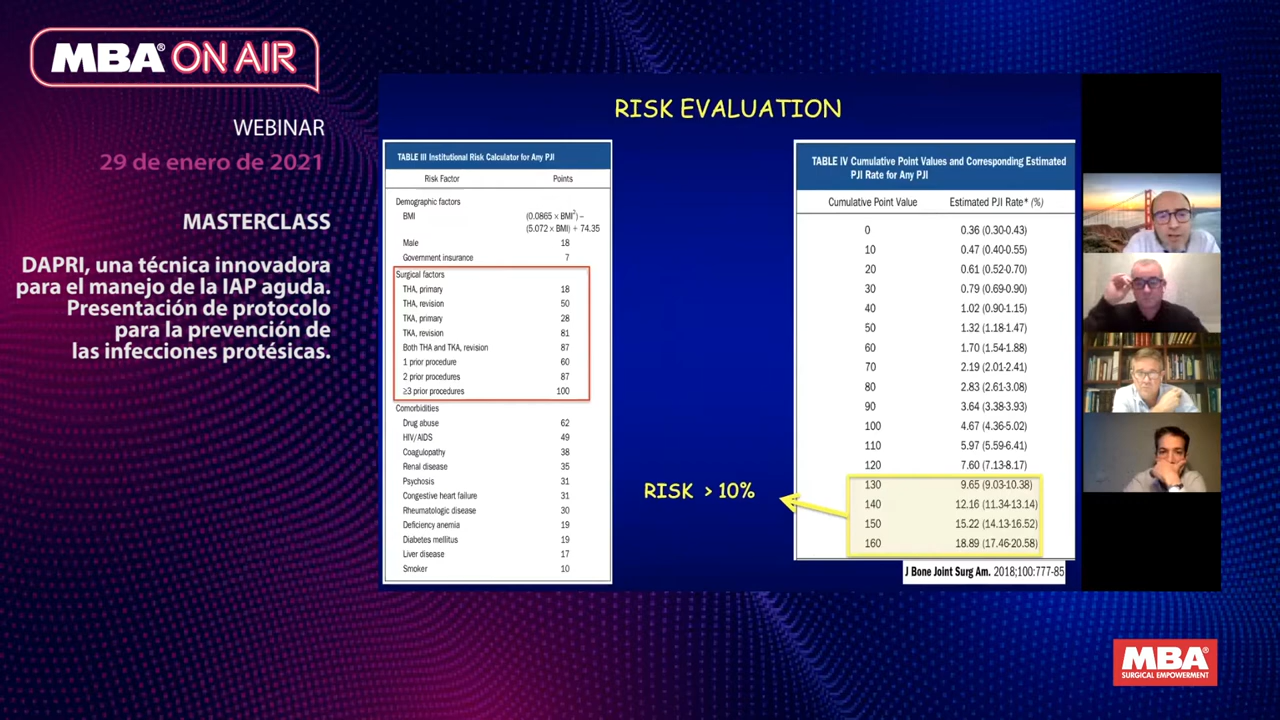 MBA® ON AIR
WEBINAR
29 de enero de 2021
MASTERCLASS
DAPRI, una técnica innovadora
para el manejo de la IAP aguda.
Presentación de protocolo
para la prevención de
las infecciones protésicas.
RISK EVALUATION
TABLE III Institutional Risk Calculator for Any PJI
Risk Factor Points
Demographic factors
BMI (0.0865 × BMI²) –
(5.072 × BMI) + 74.35
Male 18
Government insurance 7
Surgical factors
THA, primary 18
THA, revision 50
TKA, primary 28
TKA, revision 81
Both THA and TKA, revision 87
1 prior procedure 60
2 prior procedures 87
≥3 prior procedures 100
Comorbidities
Drug abuse 62
HIV/AIDS 49
Coagulopathy 38
Renal disease 35
Psychosis 31
Congestive heart failure 31
Rheumatologic disease 30
Deficiency anemia 19
Diabetes mellitus 19
Liver disease 17
Smoker 10
RISK > 10%
TABLE IV Cumulative Point Values and Corresponding Estimated
PJI Rate for Any PJI
Cumulative Point Value Estimated PJI Rate* (%)
0 0.36 (0.30-0.43)
10 0.47 (0.40-0.55)
20 0.61 (0.52-0.70)
30 0.79 (0.69-0.90)
40 1.02 (0.90-1.15)
50 1.32 (1.18-1.47)
60 1.70 (1.54-1.88)
70 2.19 (2.01-2.41)
80 2.83 (2.61-3.08)
90 3.64 (3.38-3.93)
100 4.67 (4.36-5.02)
110 5.97 (5.59-6.41)
120 7.60 (7.13-8.17)
130 9.65 (9.03-10.38)
140 12.16 (11.34-13.14)
150 15.22 (14.13-16.52)
160 18.89 (17.46-20.58)
J Bone Joint Surg Am. 2018;100:777-85
MBA®
SURGICAL EMPOWERMENT